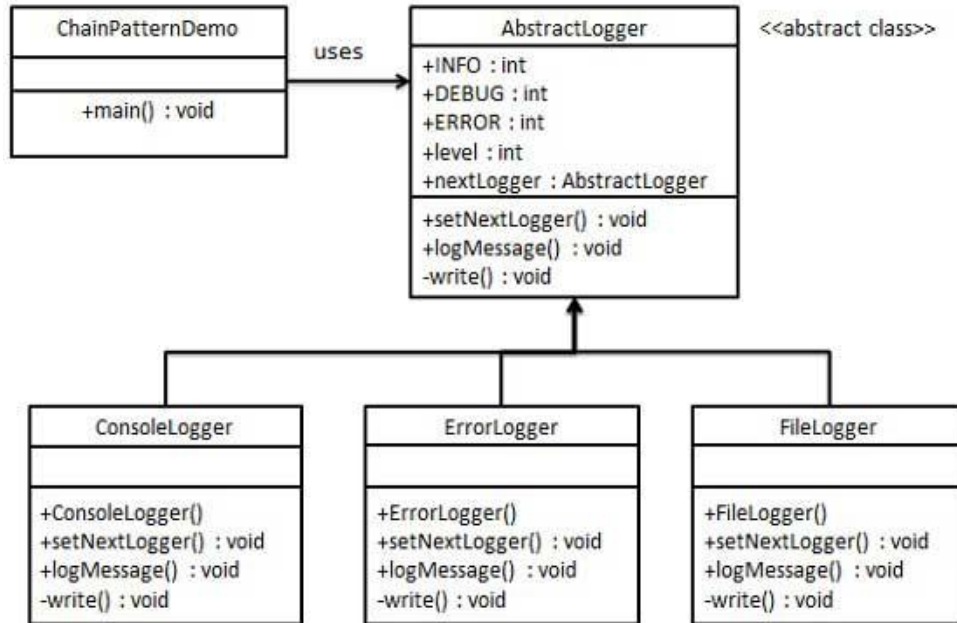 ChainPatternDemo
+main() : void
uses
AbstractLogger
<<abstract class>>
+INFO : int
+DEBUG : int
+ERROR : int
+level : int
+nextLogger : AbstractLogger
+setNextLogger() : void
+logMessage() : void
-write() : void
ConsoleLogger
+ConsoleLogger()
+setNextLogger() : void
+logMessage() : void
-write() : void
ErrorLogger
+ErrorLogger()
+setNextLogger() : void
+logMessage() : void
-write() : void
FileLogger
+FileLogger()
+setNextLogger() : void
+logMessage() : void
-write() : void